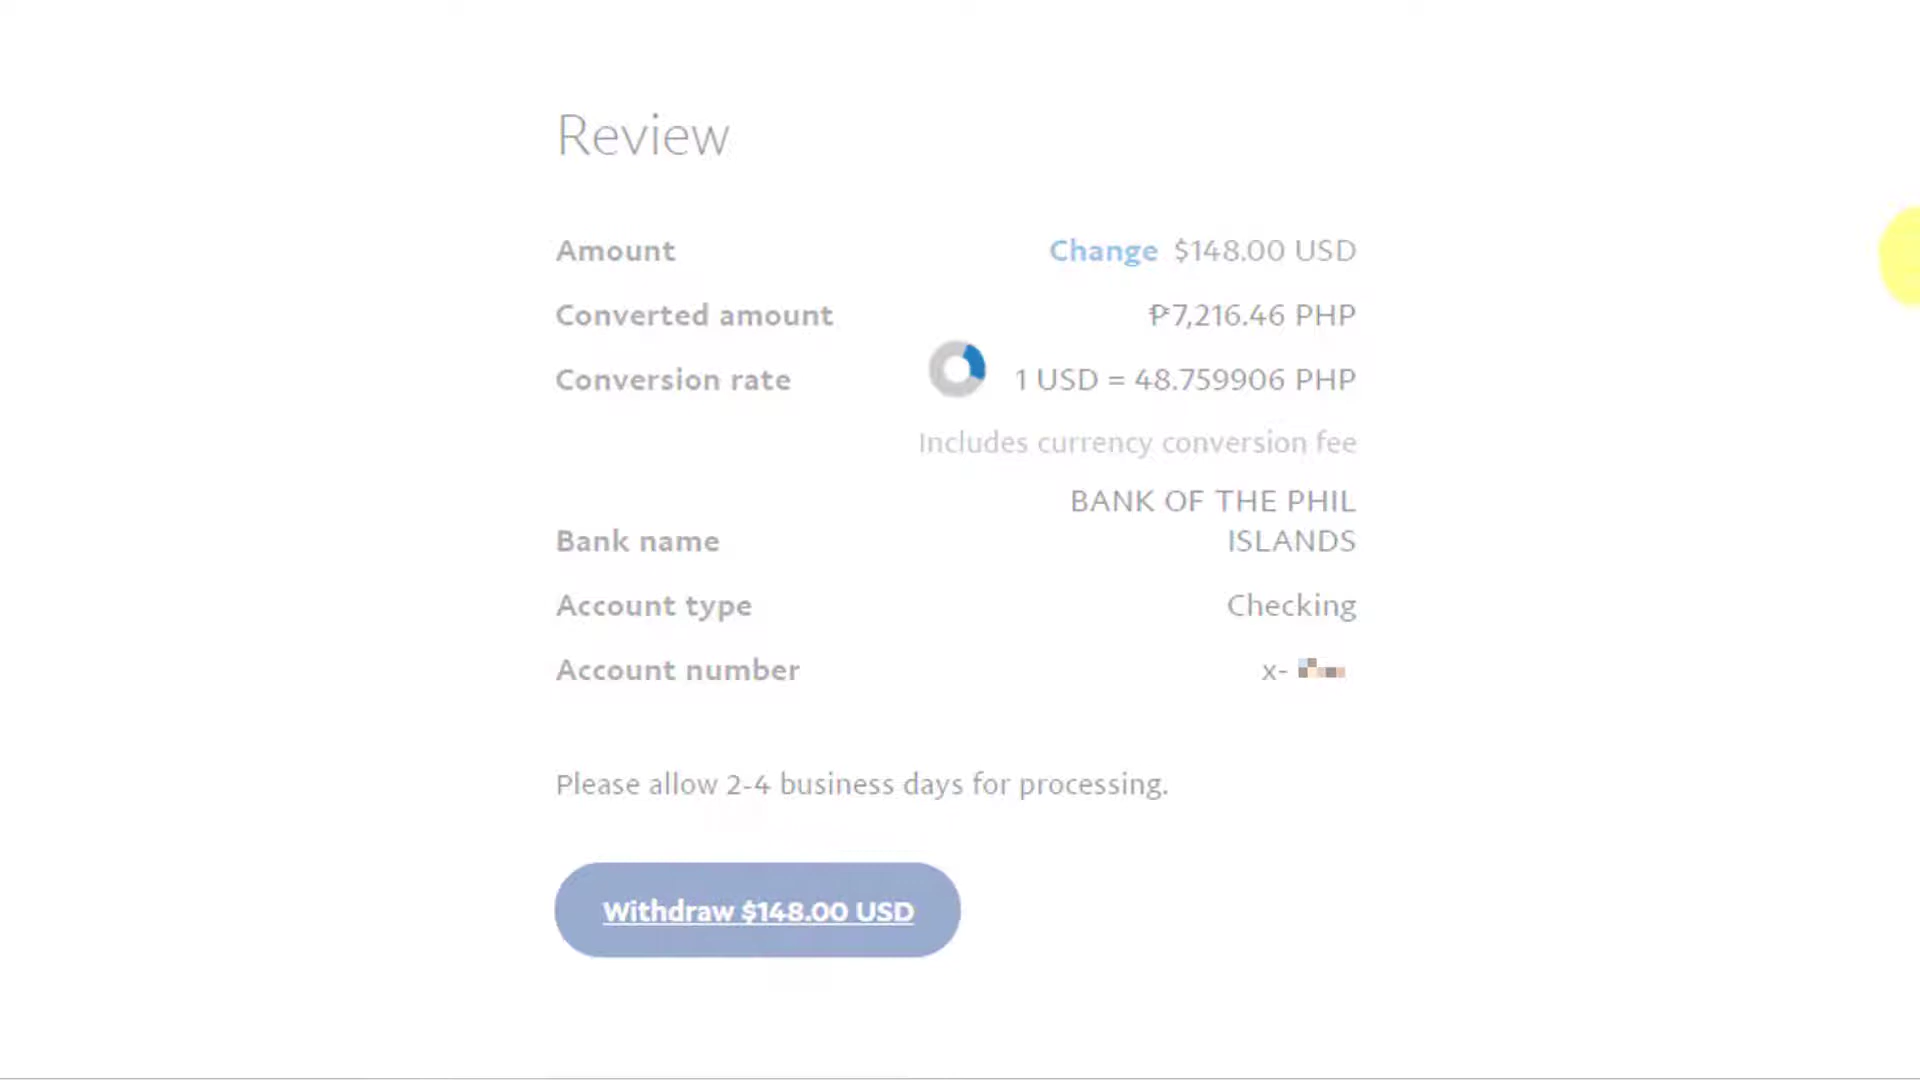 Review
Amount Change $148.00 USD
Converted amount ₱7,216.46 PHP
Conversion rate 1 USD = 48.759906 PHP
Includes currency conversion fee
BANK OF THE PHIL
Bank name ISLANDS
Account type Checking
Account number x-
Please allow 2-4 business days for processing.
Withdraw $148.00 USD